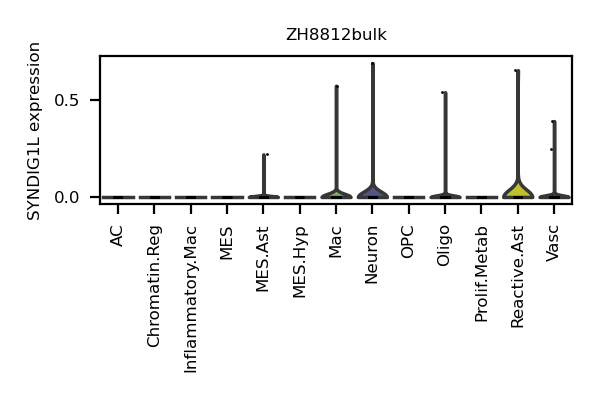 ZH8812bulk
SYNDIG1L expression
0.5
0.0
AC
Chromatin.Reg
Inflammatory.Mac
MES
MES.Ast
MES.Hyp
Mac
Neuron
OPC
Oligo
Prolif.Metab
Reactive.Ast
Vasc